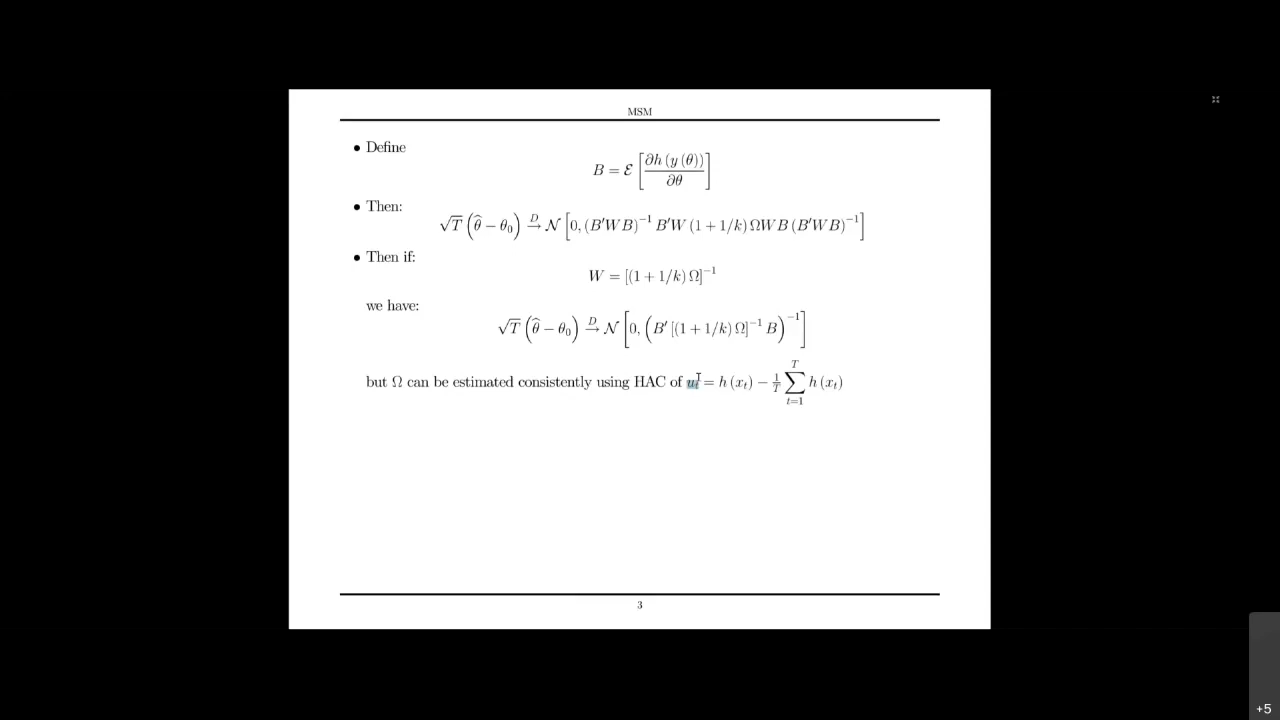 MSM
• Define
B = ℰ [∂h (y (θ)) / ∂θ]
• Then:
√T (θ̂ − θ₀) →ᴰ 𝒩 [0, (B′WB)⁻¹ B′W (1 + 1/k) ΩWB (B′WB)⁻¹]
• Then if:
W = [(1 + 1/k) Ω]⁻¹
we have:
√T (θ̂ − θ₀) →ᴰ 𝒩 [0, (B′ [(1 + 1/k) Ω]⁻¹ B)⁻¹]
but Ω can be estimated consistently using HAC of uₜ = h (xₜ) − 1/T ∑ₜ₌₁ᵀ h (xₜ)
3
+5